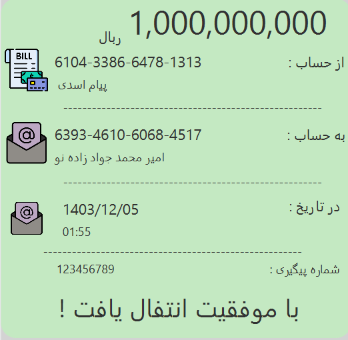 1,000,000,000 ریال
از حساب : 6104-3386-6478-1313
پیام اسدی
به حساب : 6393-4610-6068-4517
امیر محمد جواد زاده نو
در تاریخ : 1403/12/05
01:55
شماره پیگیری : 123456789
با موفقیت انتقال یافت !
BILL